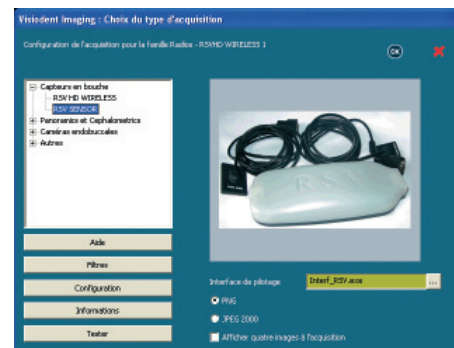 Visiodent Imaging : Choix du type d'acquisition
Configuration de l'acquisition pour la famille Radios - RSVHD WIRELESS 1
OK
Capteurs en bouche
RSV HD WIRELESS
RSV SENSOR
Panoramics et Cephalometrics
Caméras endobuccales
Autres
RSV
Aide
Filtres
Configuration
Informations
Tester
Interface de pilotage
Interf_RSV.exe
...
PNG
JPEG 2000
Afficher quatre images à l'acquisition